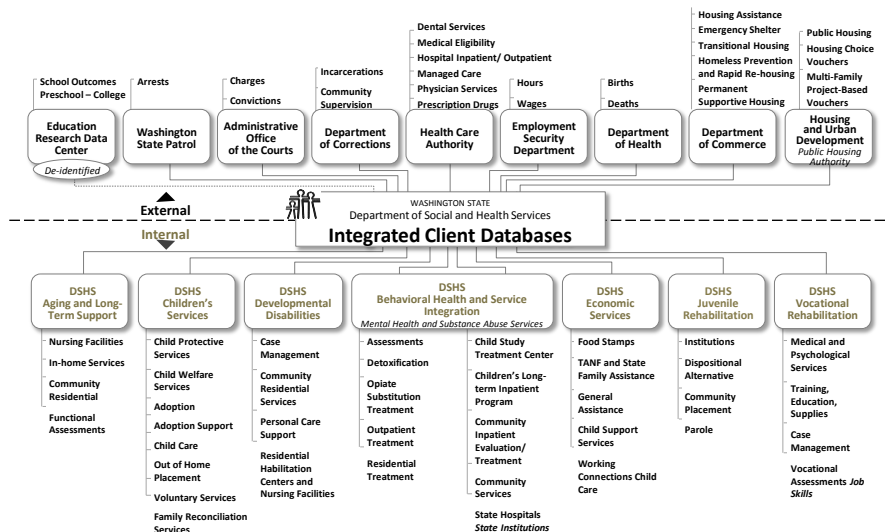 School Outcomes
Preschool – College
Education
Research Data
Center
De-identified
Arrests
Washington
State Patrol
Charges
Convictions
Administrative
Office
of the Courts
Incarcerations
Community
Supervision
Department
of Corrections
Dental Services
Medical Eligibility
Hospital Inpatient/ Outpatient
Managed Care
Physician Services
Prescription Drugs
Health Care
Authority
Hours
Wages
Employment
Security
Department
Births
Deaths
Department
of Health
Housing Assistance
Emergency Shelter
Transitional Housing
Homeless Prevention
and Rapid Re-housing
Permanent
Supportive Housing
Department
of Commerce
Public Housing
Housing Choice
Vouchers
Multi-Family
Project-Based
Vouchers
Housing
and Urban
Development
Public Housing
Authority
External
Internal
WASHINGTON STATE
Department of Social and Health Services
Integrated Client Databases
DSHS
Aging and Long-
Term Support
Nursing Facilities
In-home Services
Community
Residential
Functional
Assessments
DSHS
Children's
Services
Child Protective
Services
Child Welfare
Services
Adoption
Adoption Support
Child Care
Out of Home
Placement
Voluntary Services
Family Reconciliation
Services
DSHS
Developmental
Disabilities
Case
Management
Community
Residential
Services
Personal Care
Support
Residential
Habilitation
Centers and
Nursing Facilities
DSHS
Behavioral Health and Service
Integration
Mental Health and Substance Abuse Services
Assessments
Detoxification
Opiate
Substitution
Treatment
Outpatient
Treatment
Residential
Treatment
Child Study
Treatment Center
Children's Long-
term Inpatient
Program
Community
Inpatient
Evaluation/
Treatment
Community
Services
State Hospitals
State Institutions
DSHS
Economic
Services
Food Stamps
TANF and State
Family Assistance
General
Assistance
Child Support
Services
Working
Connections Child
Care
DSHS
Juvenile
Rehabilitation
Institutions
Dispositional
Alternative
Community
Placement
Parole
DSHS
Vocational
Rehabilitation
Medical and
Psychological
Services
Training,
Education,
Supplies
Case
Management
Vocational
Assessments Job
Skills